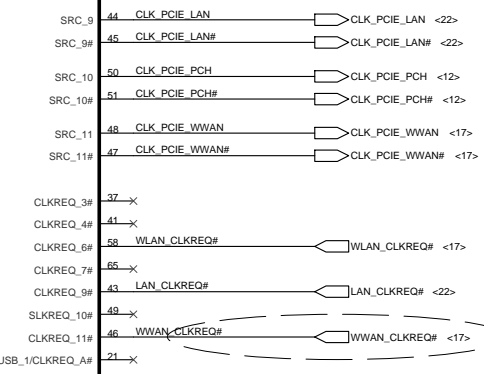 SRC_9 44 CLK_PCIE_LAN CLK_PCIE_LAN <22>
SRC_9# 45 CLK_PCIE_LAN# CLK_PCIE_LAN# <22>
SRC_10 50 CLK_PCIE_PCH CLK_PCIE_PCH <12>
SRC_10# 51 CLK_PCIE_PCH# CLK_PCIE_PCH# <12>
SRC_11 48 CLK_PCIE_WWAN CLK_PCIE_WWAN <17>
SRC_11# 47 CLK_PCIE_WWAN# CLK_PCIE_WWAN# <17>
CLKREQ_3# 37
CLKREQ_4# 41
CLKREQ_6# 58 WLAN_CLKREQ# WLAN_CLKREQ# <17>
CLKREQ_7# 65
CLKREQ_9# 43 LAN_CLKREQ# LAN_CLKREQ# <22>
SLKREQ_10# 49
CLKREQ_11# 46 WWAN_CLKREQ# WWAN_CLKREQ# <17>
USB_1/CLKREQ_A# 21